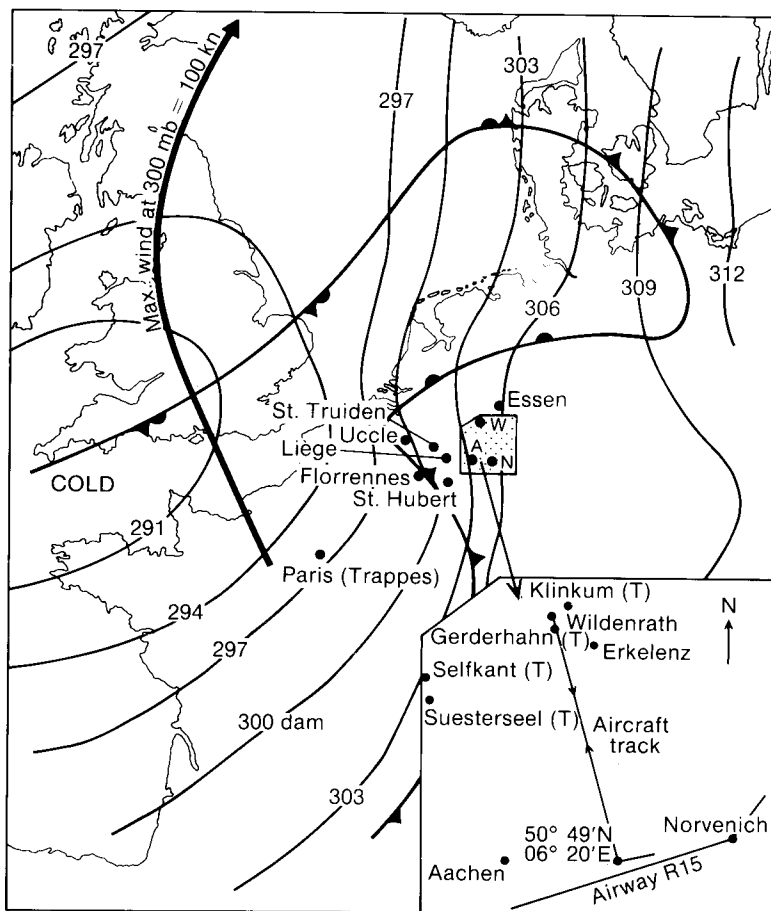 297
Max. wind at 300 mb = 100 kn
297
303
309
312
306
Essen
W
A
N
St. Truiden
Uccle
Liège
Florrennes
St. Hubert
COLD
291
Paris (Trappes)
294
297
300 dam
303
Klinkum (T)
N
Wildenrath
Gerderhahn (T)
Erkelenz
Selfkant (T)
Suesterseel (T)
Aircraft
track
50° 49'N
06° 20'E
Norvenich
Aachen
Airway R15